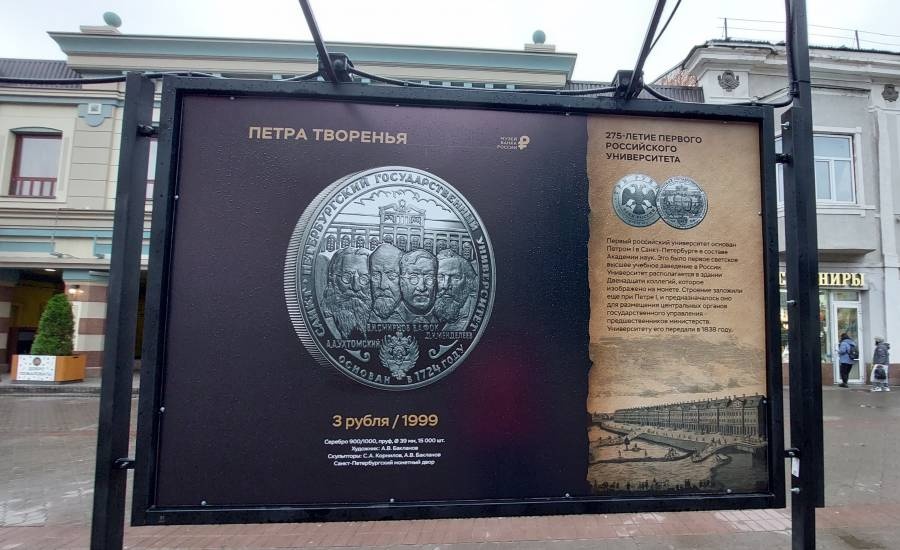 ПЕТРА ТВОРЕНЬЯ
МУЗЕЙ
БАНКА
РОССИИ
САНКТ-ПЕТЕРБУРГСКИЙ ГОСУДАРСТВЕННЫЙ УНИВЕРСИТЕТ
В.И.СМИРНОВ В.А.ФОК
А.А.УХТОМСКИЙ Д.И.МЕНДЕЛЕЕВ
ОСНОВАН В 1724 ГОДУ
3 рубля / 1999
Серебро 900/1000, пруф, Ø 39 мм, 15 000 шт.
Художник: А.В. Бакланов
Скульпторы: С.А. Корнилов, А.В. Бакланов
Санкт-Петербургский монетный двор
275-ЛЕТИЕ ПЕРВОГО
РОССИЙСКОГО
УНИВЕРСИТЕТА
Первый российский университет основан
Петром I в Санкт-Петербурге в составе
Академии наук. Это было первое светское
высшее учебное заведение в России.
Университет располагается в здании
Двенадцати коллегий, которое
изображено на монете. Строение заложили
еще при Петре I, и предназначалось оно
для размещения центральных органов
государственного управления -
предшественников министерств.
Университету его передали в 1838 году.
НИРЫ
ДОБРО
ПОЖАЛОВАТЬ